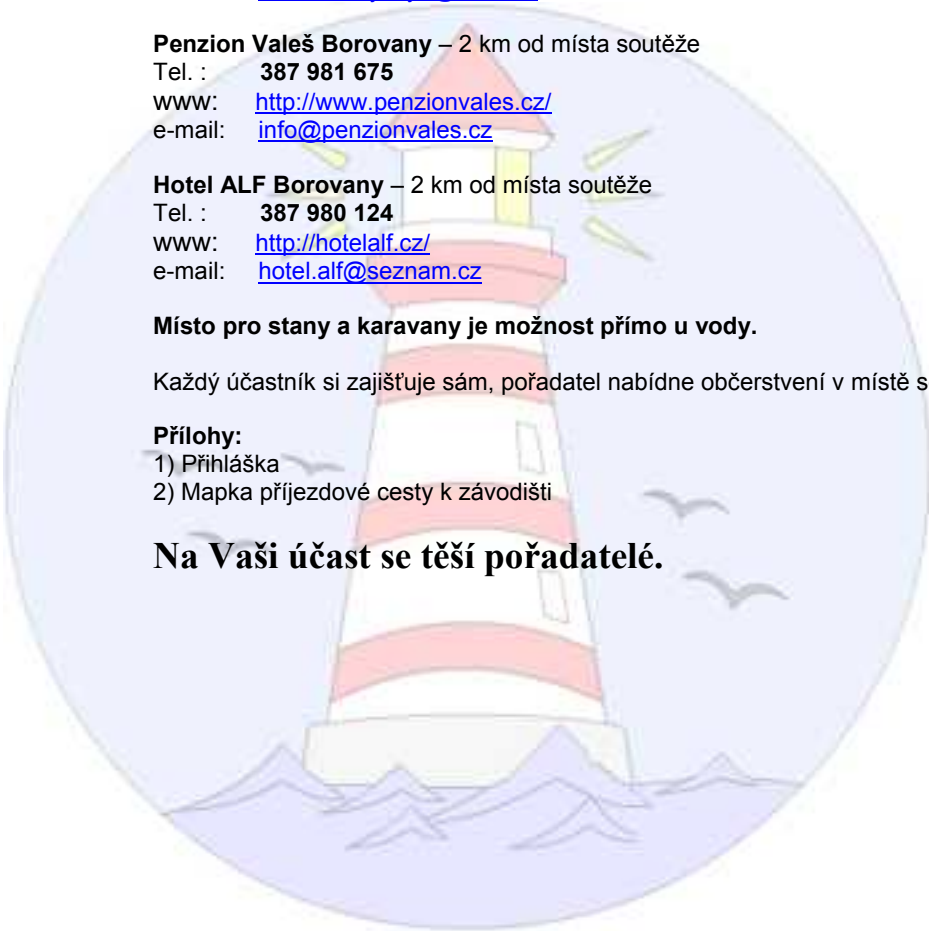 Penzion Valeš Borovany – 2 km od místa soutěže
Tel. : 387 981 675
www: http://www.penzionvales.cz/
e-mail: info@penzionvales.cz
Hotel ALF Borovany – 2 km od místa soutěže
Tel. : 387 980 124
www: http://hotelalf.cz/
e-mail: hotel.alf@seznam.cz
Místo pro stany a karavany je možnost přímo u vody.
Každý účastník si zajišťuje sám, pořadatel nabídne občerstvení v místě s
Přílohy:
1) Přihláška
2) Mapka příjezdové cesty k závodišti
Na Vaši účast se těší pořadatelé.